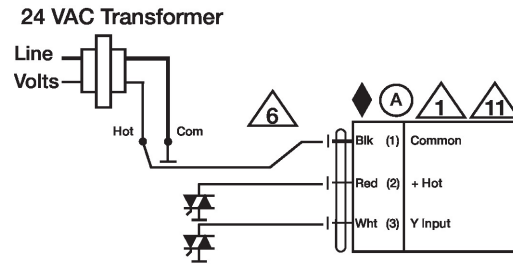 24 VAC Transformer
Line
Volts
Hot
Com
6
A
1
11
Blk (1) Common
Red (2) + Hot
Wht (3) Y Input